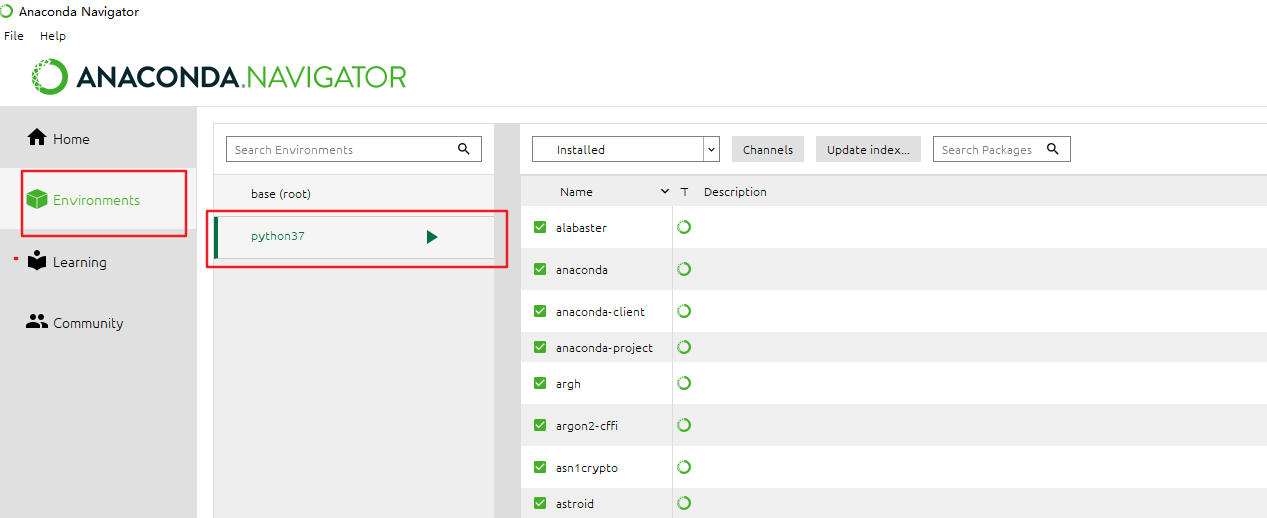 Anaconda Navigator
File Help
ANACONDA.NAVIGATOR
Home
Environments
Learning
Community
Search Environments
base (root)
python37
Installed Channels Update index... Search Packages
Name T Description
alabaster
anaconda
anaconda-client
anaconda-project
argh
argon2-cffi
asn1crypto
astroid